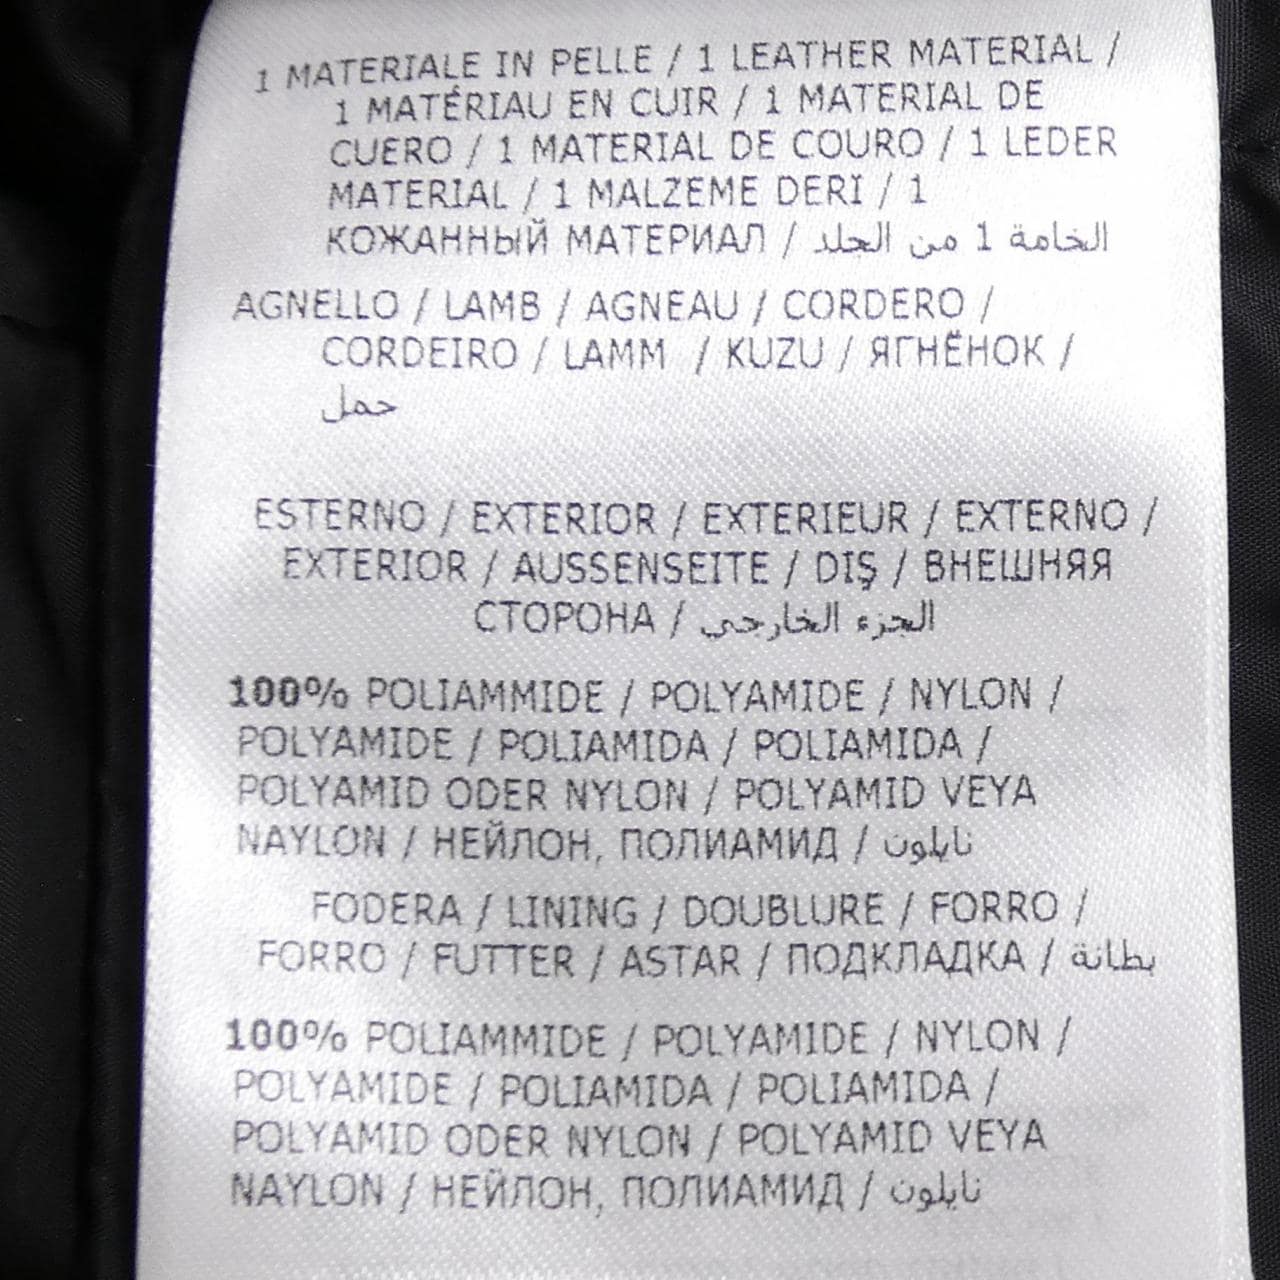 1 MATERIALE IN PELLE / 1 LEATHER MATERIAL /
1 MATÉRIAU EN CUIR / 1 MATERIAL DE
CUERO / 1 MATERIAL DE COURO / 1 LEDER
MATERIAL / 1 MALZEME DERI / 1
КОЖАННЫЙ МАТЕРИАЛ / الخامة 1 من الجلد
AGNELLO / LAMB / AGNEAU / CORDERO /
CORDEIRO / LAMM / KUZU / ЯГНЁНОК /
حمل
ESTERNO / EXTERIOR / EXTERIEUR / EXTERNO /
EXTERIOR / AUSSENSEITE / DIŞ / ВНЕШНЯЯ
СТОРОНА / الجزء الخارجي
100% POLIAMMIDE / POLYAMIDE / NYLON /
POLYAMIDE / POLIAMIDA / POLIAMIDA /
POLYAMID ODER NYLON / POLYAMID VEYA
NAYLON / НЕЙЛОН, ПОЛИАМИД / نايلون
FODERA / LINING / DOUBLURE / FORRO /
FORRO / FUTTER / ASTAR / ПОДКЛАДКА / بطانة
100% POLIAMMIDE / POLYAMIDE / NYLON /
POLYAMIDE / POLIAMIDA / POLIAMIDA /
POLYAMID ODER NYLON / POLYAMID VEYA
NAYLON / НЕЙЛОН, ПОЛИАМИД / نايلون